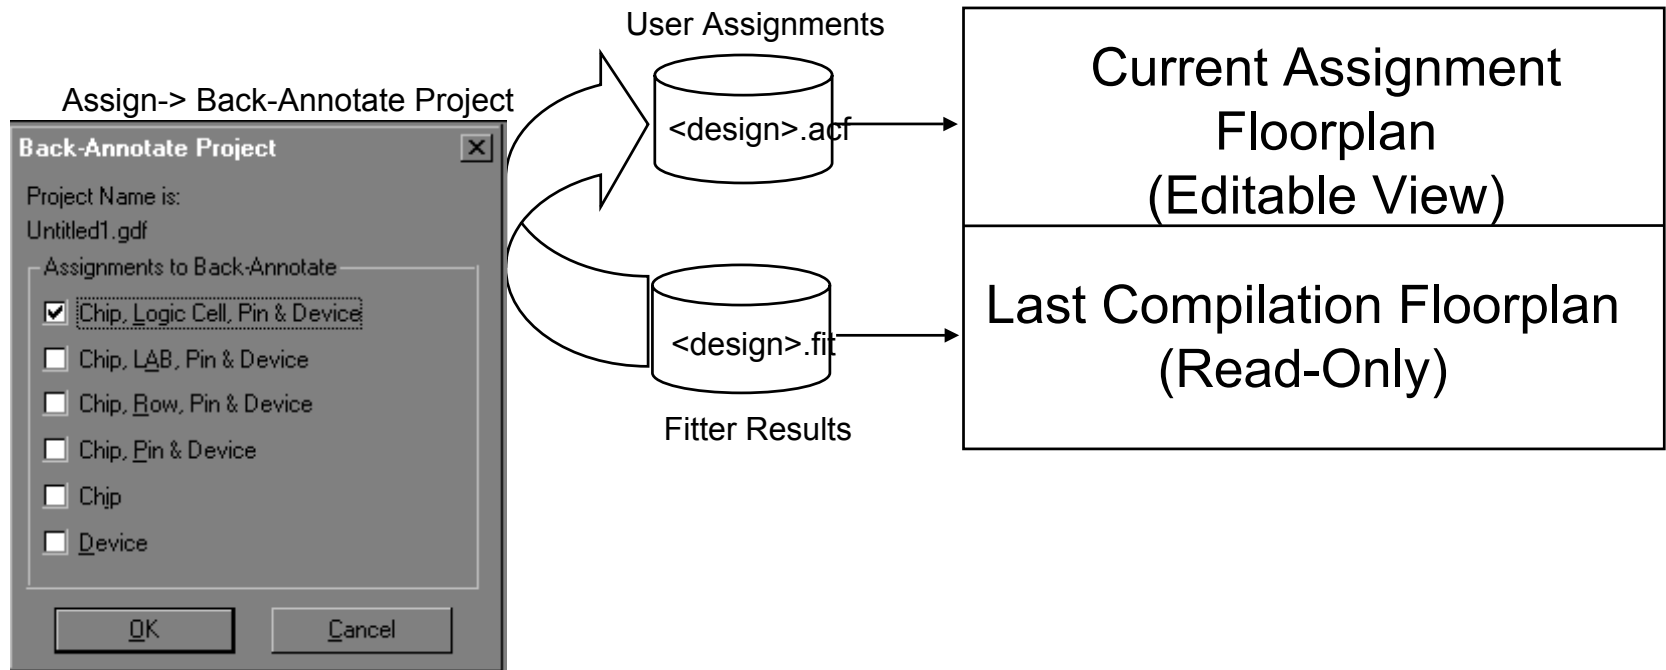 User Assignments
Assign-> Back-Annotate Project
Back-Annotate Project
Project Name is:
Untitled1.gdf
Assignments to Back-Annotate
Chip, Logic Cell, Pin & Device
Chip, LAB, Pin & Device
Chip, Row, Pin & Device
Chip, Pin & Device
Chip
Device
OK
Cancel
<design>.acf
<design>.fit
Fitter Results
Current Assignment
Floorplan
(Editable View)
Last Compilation Floorplan
(Read-Only)